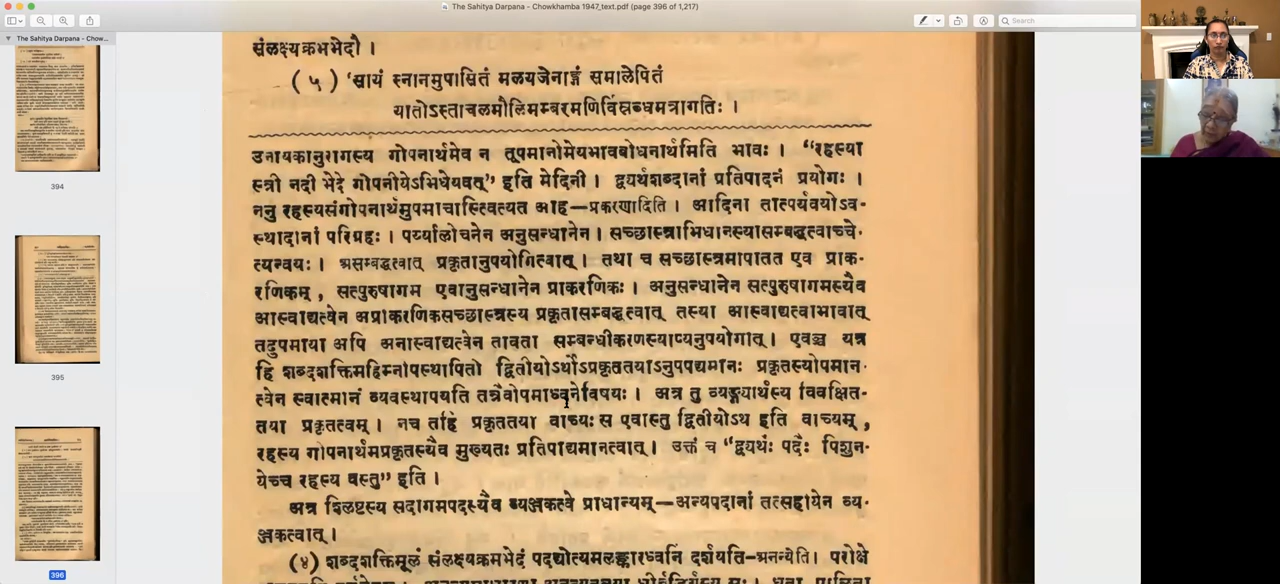 The Sahitya Darpana - Chowkhamba 1947_text.pdf (page 396 of 1,217)
Search
The Sahitya Darpana - Chow...
394
395
396
संलक्ष्यक्रमभेदौ ।
( ५ ) 'सायं स्नानमुपासितं मलयजेनाङ्गं समालेपितं
यातोऽस्ताचलमौलिमम्बरमणिर्विस्रब्धमत्रागतिः ।
उनायकानुरागस्य गोपनार्थमेव न तूपमानोमेयभावबोधनार्थमिति भावः । "रहस्या
स्त्री नदी भेदे गोपनीयेऽभिधेयवत्" इति मेदिनी । द्व्यर्थशब्दानां प्रतिपादनं प्रयोगः ।
ननु रहस्यसंगोपनार्थमुपमाचास्त्वित्यत आह—प्रकरणादिति । आदिना तात्पर्यवयोऽव-
स्थादानां परिग्रहः । पर्य्यालोचनेन अनुसन्धानेन । सच्छास्त्राभिधानस्यासम्बद्धत्वाच्चे-
त्यन्वयः । असम्बद्धत्वात् प्रकृतानुपयोगित्वात् । तथा च सच्छास्त्रमापातत एव प्राक-
रणिकम् , सत्पुरुषागम एवानुसन्धानेन प्राकरणिकः । अनुसन्धानेन सत्पुरुषागमस्यैव
आस्वाद्यत्वेन अप्राकरणिकसच्छास्त्रस्य प्रकृतासम्बद्धत्वात् तस्या आस्वाद्यत्वाभावात्
तदुपमाया अपि अनास्वाद्यत्वेन तावता सम्बन्धीकरणस्याप्यनुपयोगात् । एवञ्च यत्र
हि शब्दशक्तिमहिम्नोपस्थापितो द्वितीयोऽर्थोऽप्रकृततयाऽनुपपद्यमानः प्रकृतस्योपमान-
त्वेन स्वात्मानं व्यवस्थापयति तत्रैवोपमाध्वनेर्विषयः । अत्र तु व्यङ्ग्यार्थस्य विवक्षित-
तया प्रकृतत्वम् । नच तर्हि प्रकृततया वाच्यः स एवास्तु द्वितीयोऽथ इति वाच्यम् ,
रहस्य गोपनार्थमप्रकृतस्यैव मुख्यतः प्रतिपाद्यमानत्वात् । उक्तं च "द्व्यर्थैः पदैः पिशुन-
येच्च रहस्य वस्तु" इति ।
अत्र श्लिष्टस्य सदागमपदस्यैव व्यञ्जकत्वे प्राधान्यम्—अन्यपदानां तत्सहायेन व्य-
ञ्जकत्वात् ।
(४) शब्दशक्तिमूलं संलक्ष्यक्रमभेदं पदद्योत्यमलङ्कारध्वनिं दर्शयति-अनन्येति । परोक्षे